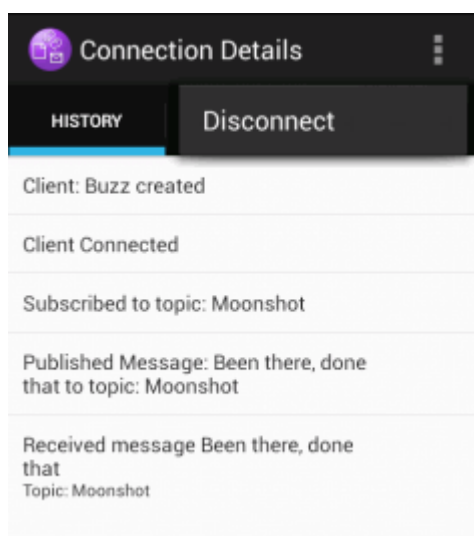 Connection Details
HISTORY
Disconnect
Client: Buzz created
Client Connected
Subscribed to topic: Moonshot
Published Message: Been there, done
that to topic: Moonshot
Received message Been there, done
that
Topic: Moonshot